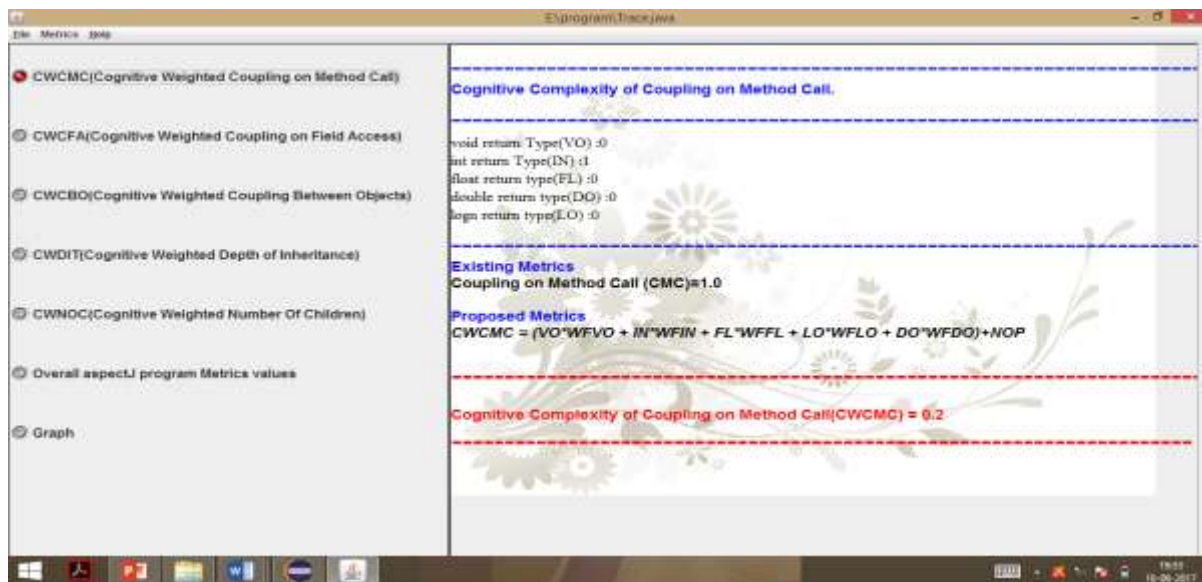 E:\program\Trace.java
File Metrics Help
CWCMC(Cognitive Weighted Coupling on Method Call)
CWCFA(Cognitive Weighted Coupling on Field Access)
CWCBO(Cognitive Weighted Coupling Between Objects)
CWDIT(Cognitive Weighted Depth of Inheritance)
CWNOC(Cognitive Weighted Number Of Children)
Overall aspectJ program Metrics values
Graph
Cognitive Complexity of Coupling on Method Call.
void return Type(VO) :0
int return Type(IN) :1
float return type(FL) :0
double return type(DO) :0
logn return type(LO) :0
Existing Metrics
Coupling on Method Call (CMC)=1.0
Proposed Metrics
CWCMC = (VO*WFVO + IN*WFIN + FL*WFFL + LO*WFLO + DO*WFDO)+NOP
Cognitive Complexity of Coupling on Method Call(CWCMC) = 0.2